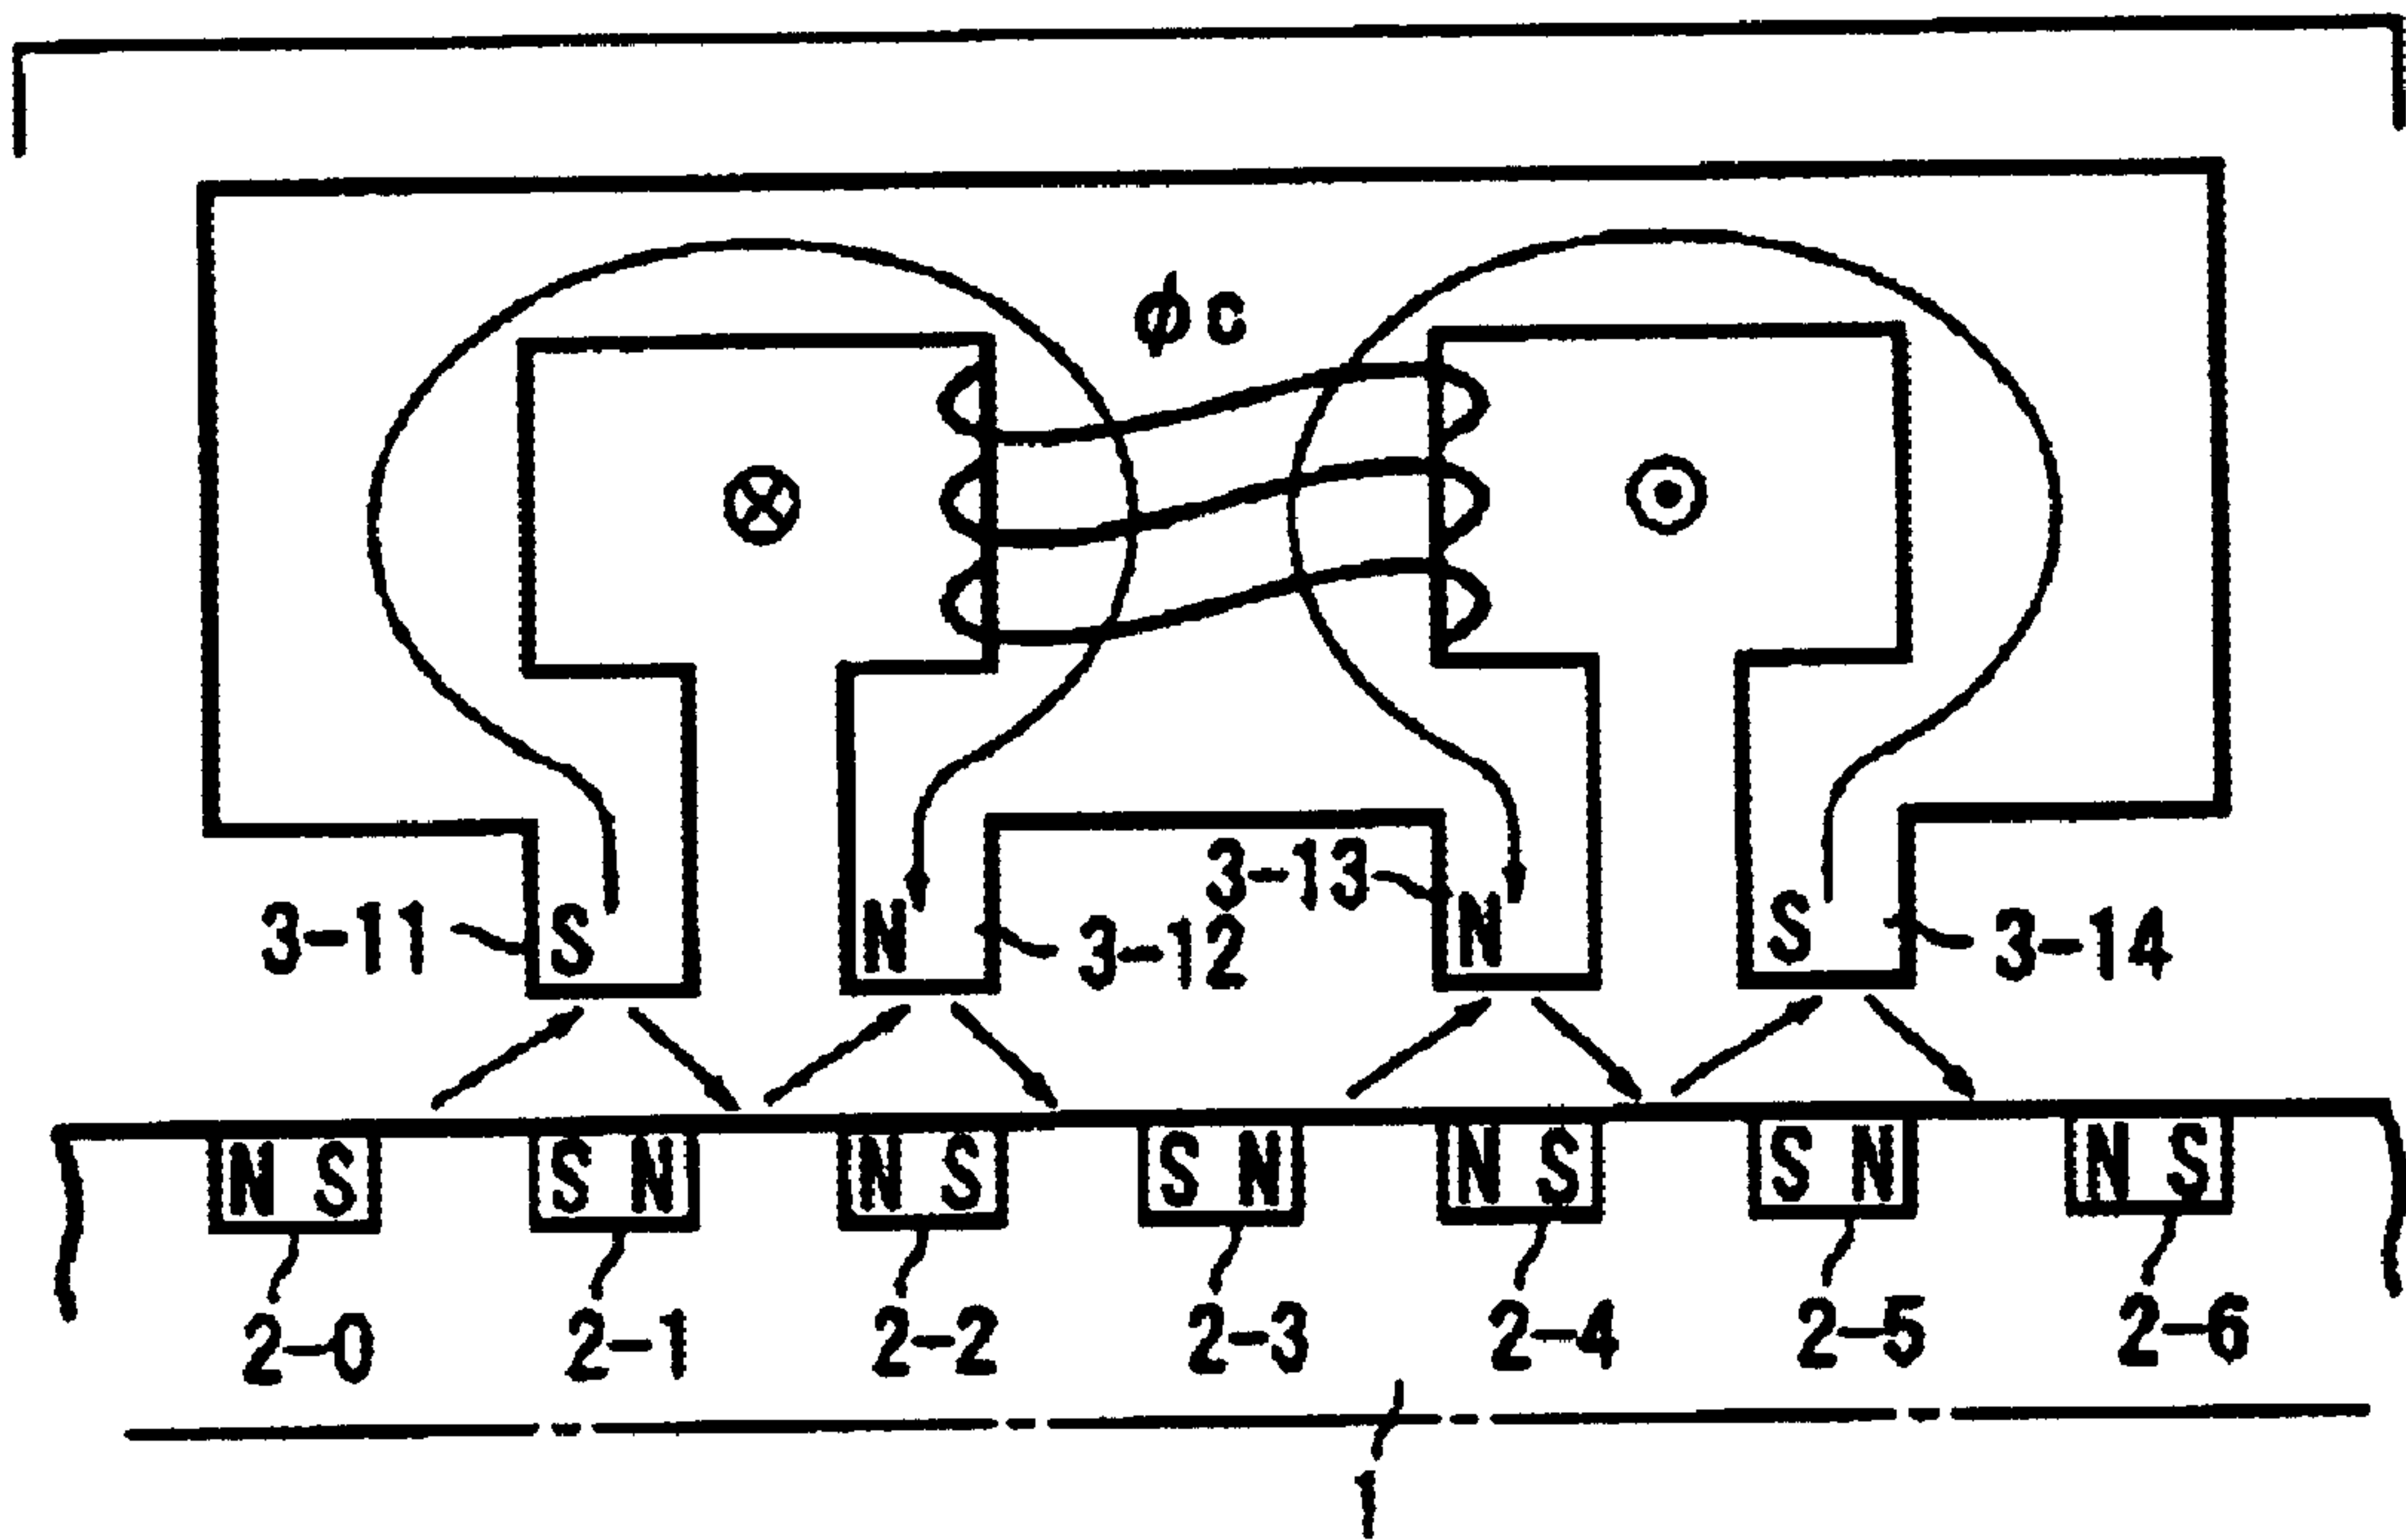 φc
3-13
3-11 S N 3-12 N S 3-14
N S S N N S S N N S S N N S
2-0 2-1 2-2 2-3 2-4 2-5 2-6
1